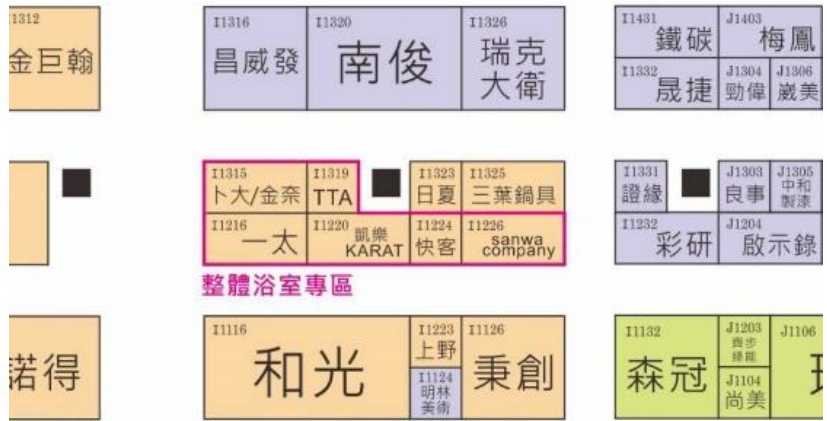 I1312
金巨翰
I1316
昌威發
I1320
南俊
I1326
瑞克
大衛
I1431
鐵碳
J1403
梅鳳
I1332
晟捷
J1304
勁偉
J1306
崴美
I1315
卜大/金奈
I1319
TTA
I1323
日夏
I1325
三葉鍋具
I1331
證緣
J1303
良事
J1305
中和
製漆
I1216
一太
I1220
凱樂
KARAT
I1224
快客
I1226
sanwa
company
I1232
彩研
J1204
啟示錄
整體浴室專區
諾得
I1116
和光
I1223
上野
I1124
明林
美術
I1126
秉創
I1132
森冠
J1203
綠能
J1104
尚美
J1106